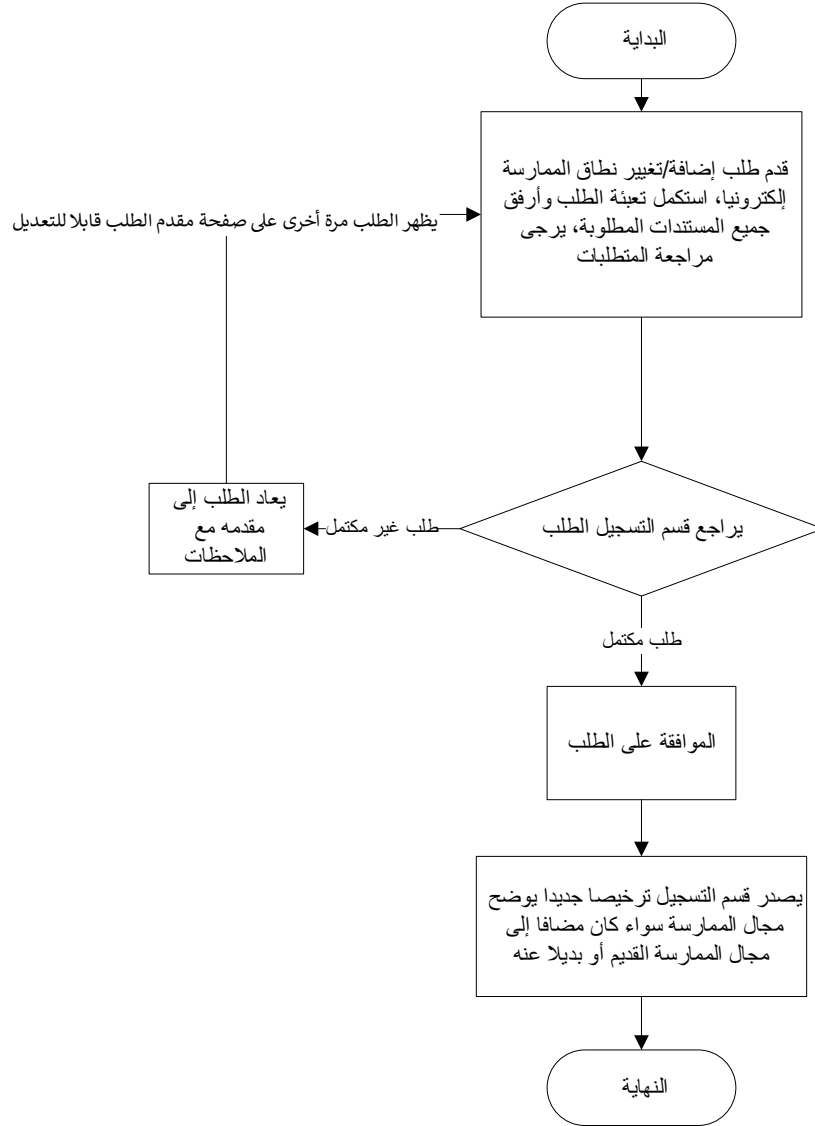 البداية
قدم طلب إضافة/تغيير نطاق الممارسة
إلكترونيا، استكمل تعبئة الطلب وأرفق
جميع المستندات المطلوبة، يرجى
مراجعة المتطلبات
يظهر الطلب مرة أخرى على صفحة مقدم الطلب قابلا للتعديل
يراجع قسم التسجيل الطلب
طلب غير مكتمل
يعاد الطلب إلى
مقدمه مع
الملاحظات
طلب مكتمل
الموافقة على الطلب
يصدر قسم التسجيل ترخيصا جديدا يوضح
مجال الممارسة سواء كان مضافا إلى
مجال الممارسة القديم أو بديلا عنه
النهاية